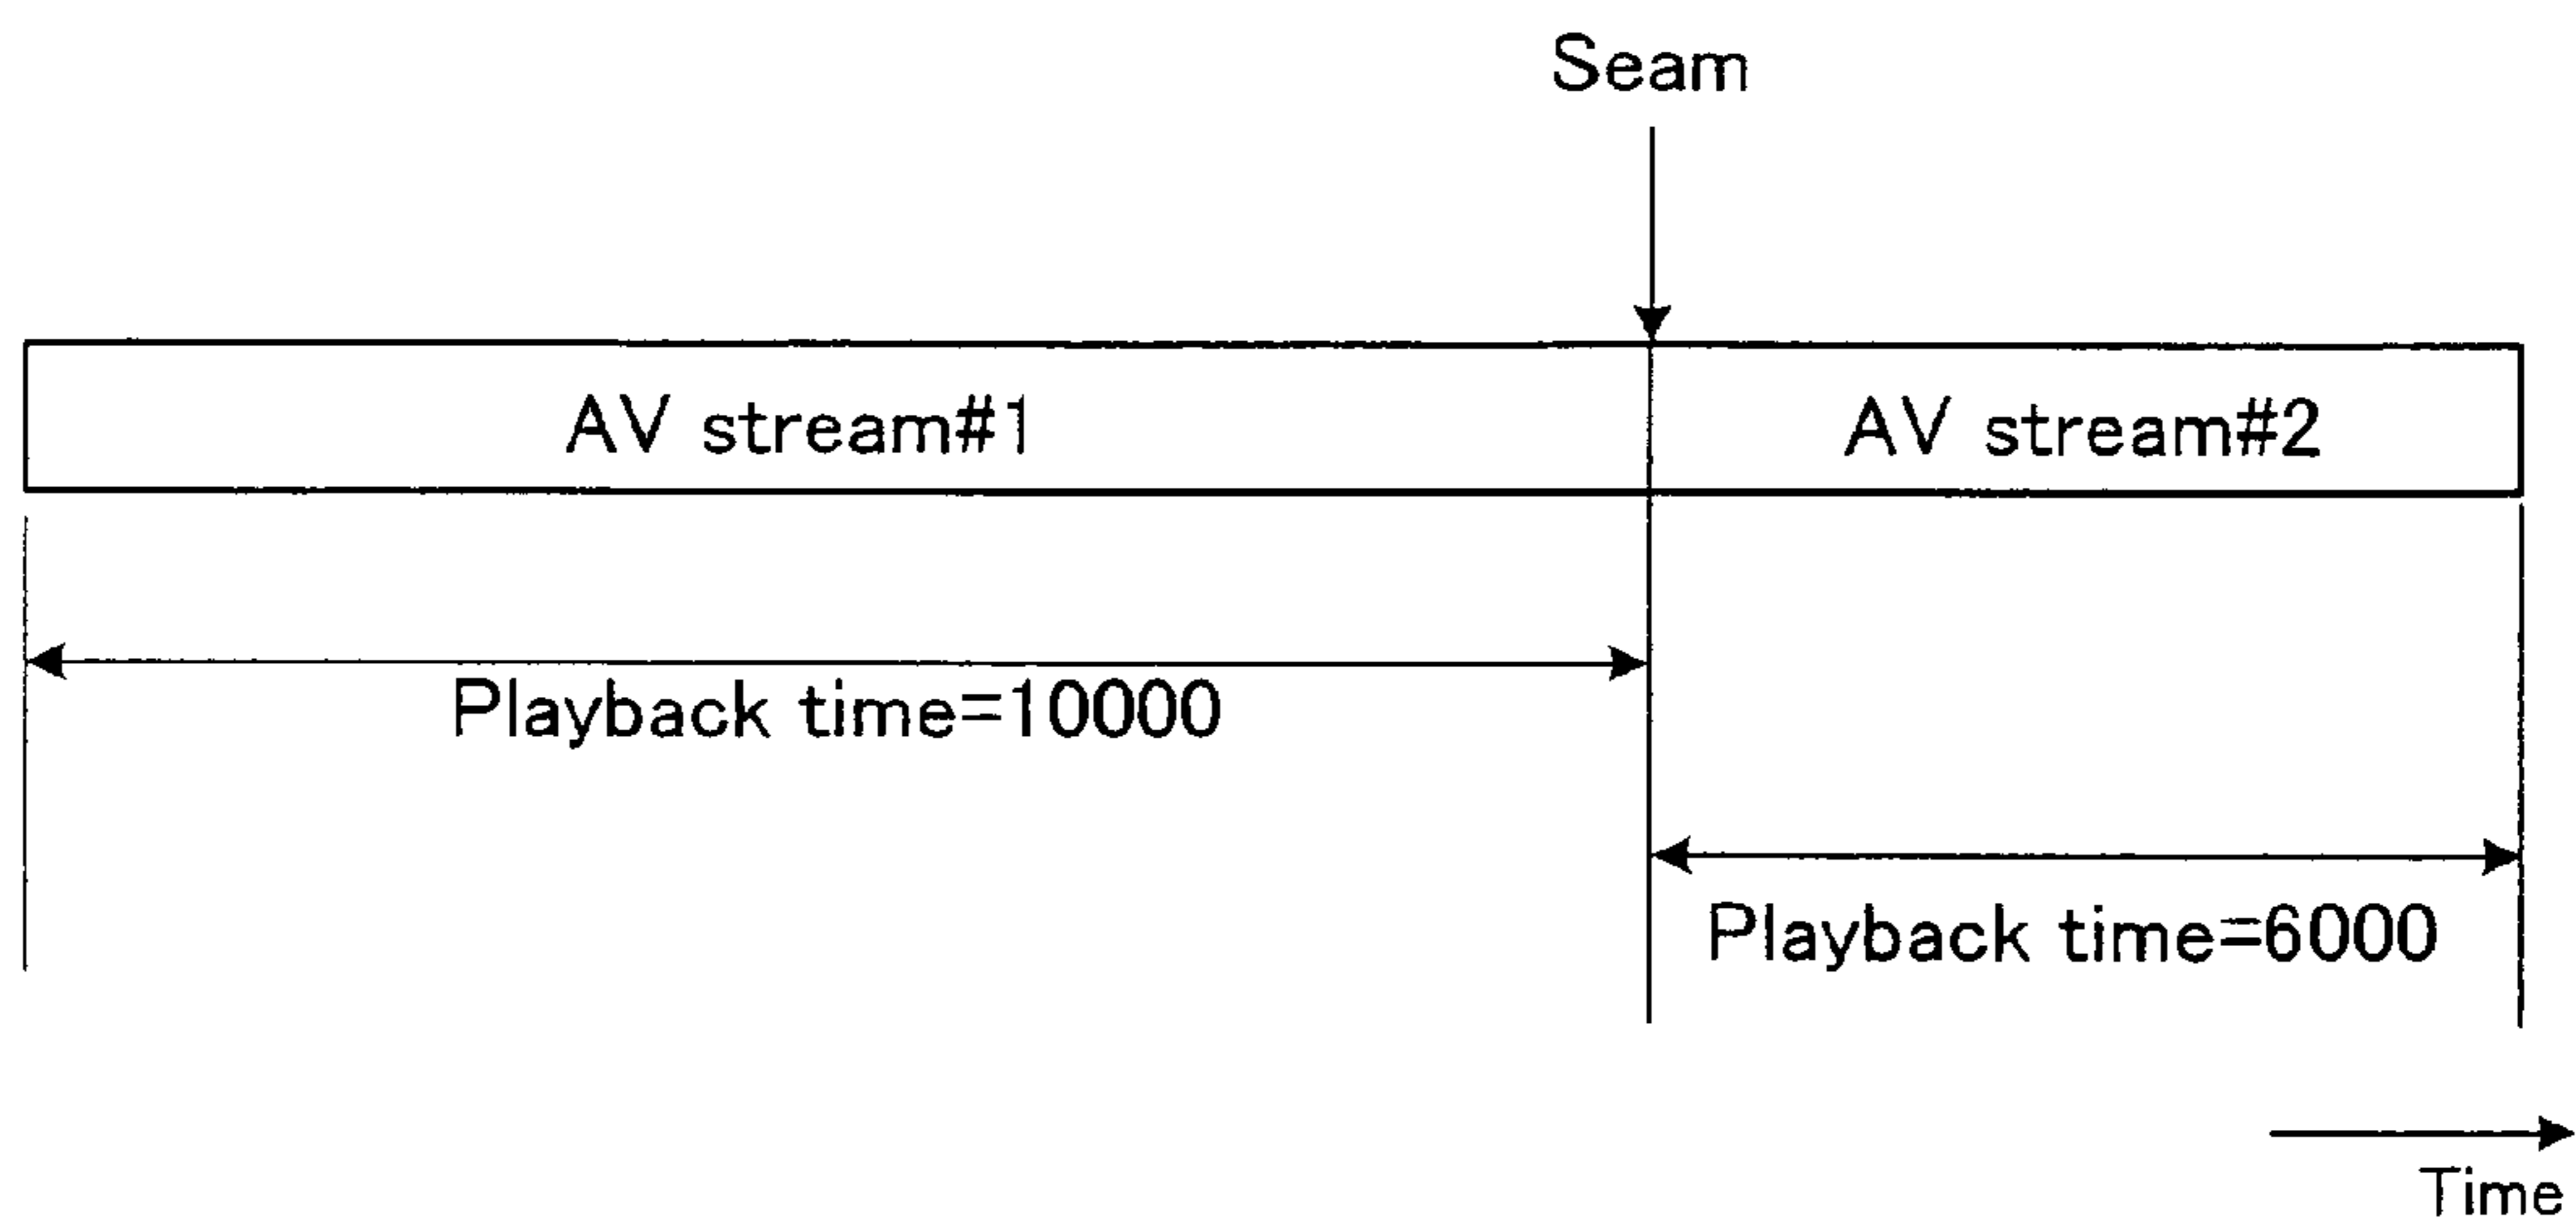 Seam
AV stream#1
AV stream#2
Playback time=10000
Playback time=6000
Time